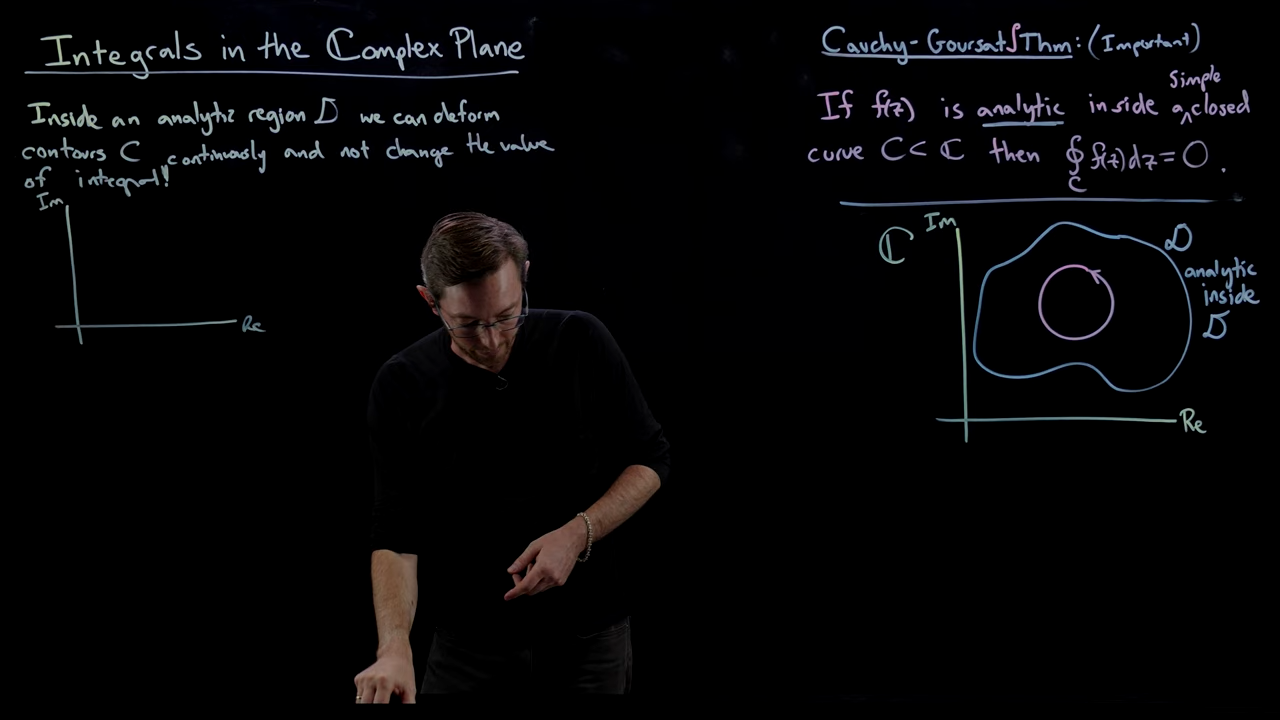 Integrals in the Complex Plane
Inside an analytic region D we can deform
contours C continuously and not change the value
of integral!
Im
Re
Cauchy-Goursat ∫ Thm: (Important)
Simple
If f(z) is analytic inside a^closed
curve C < ℂ then ∮ f(z)dz = 0.
C
ℂ
Im
D
analytic
inside
D
Re